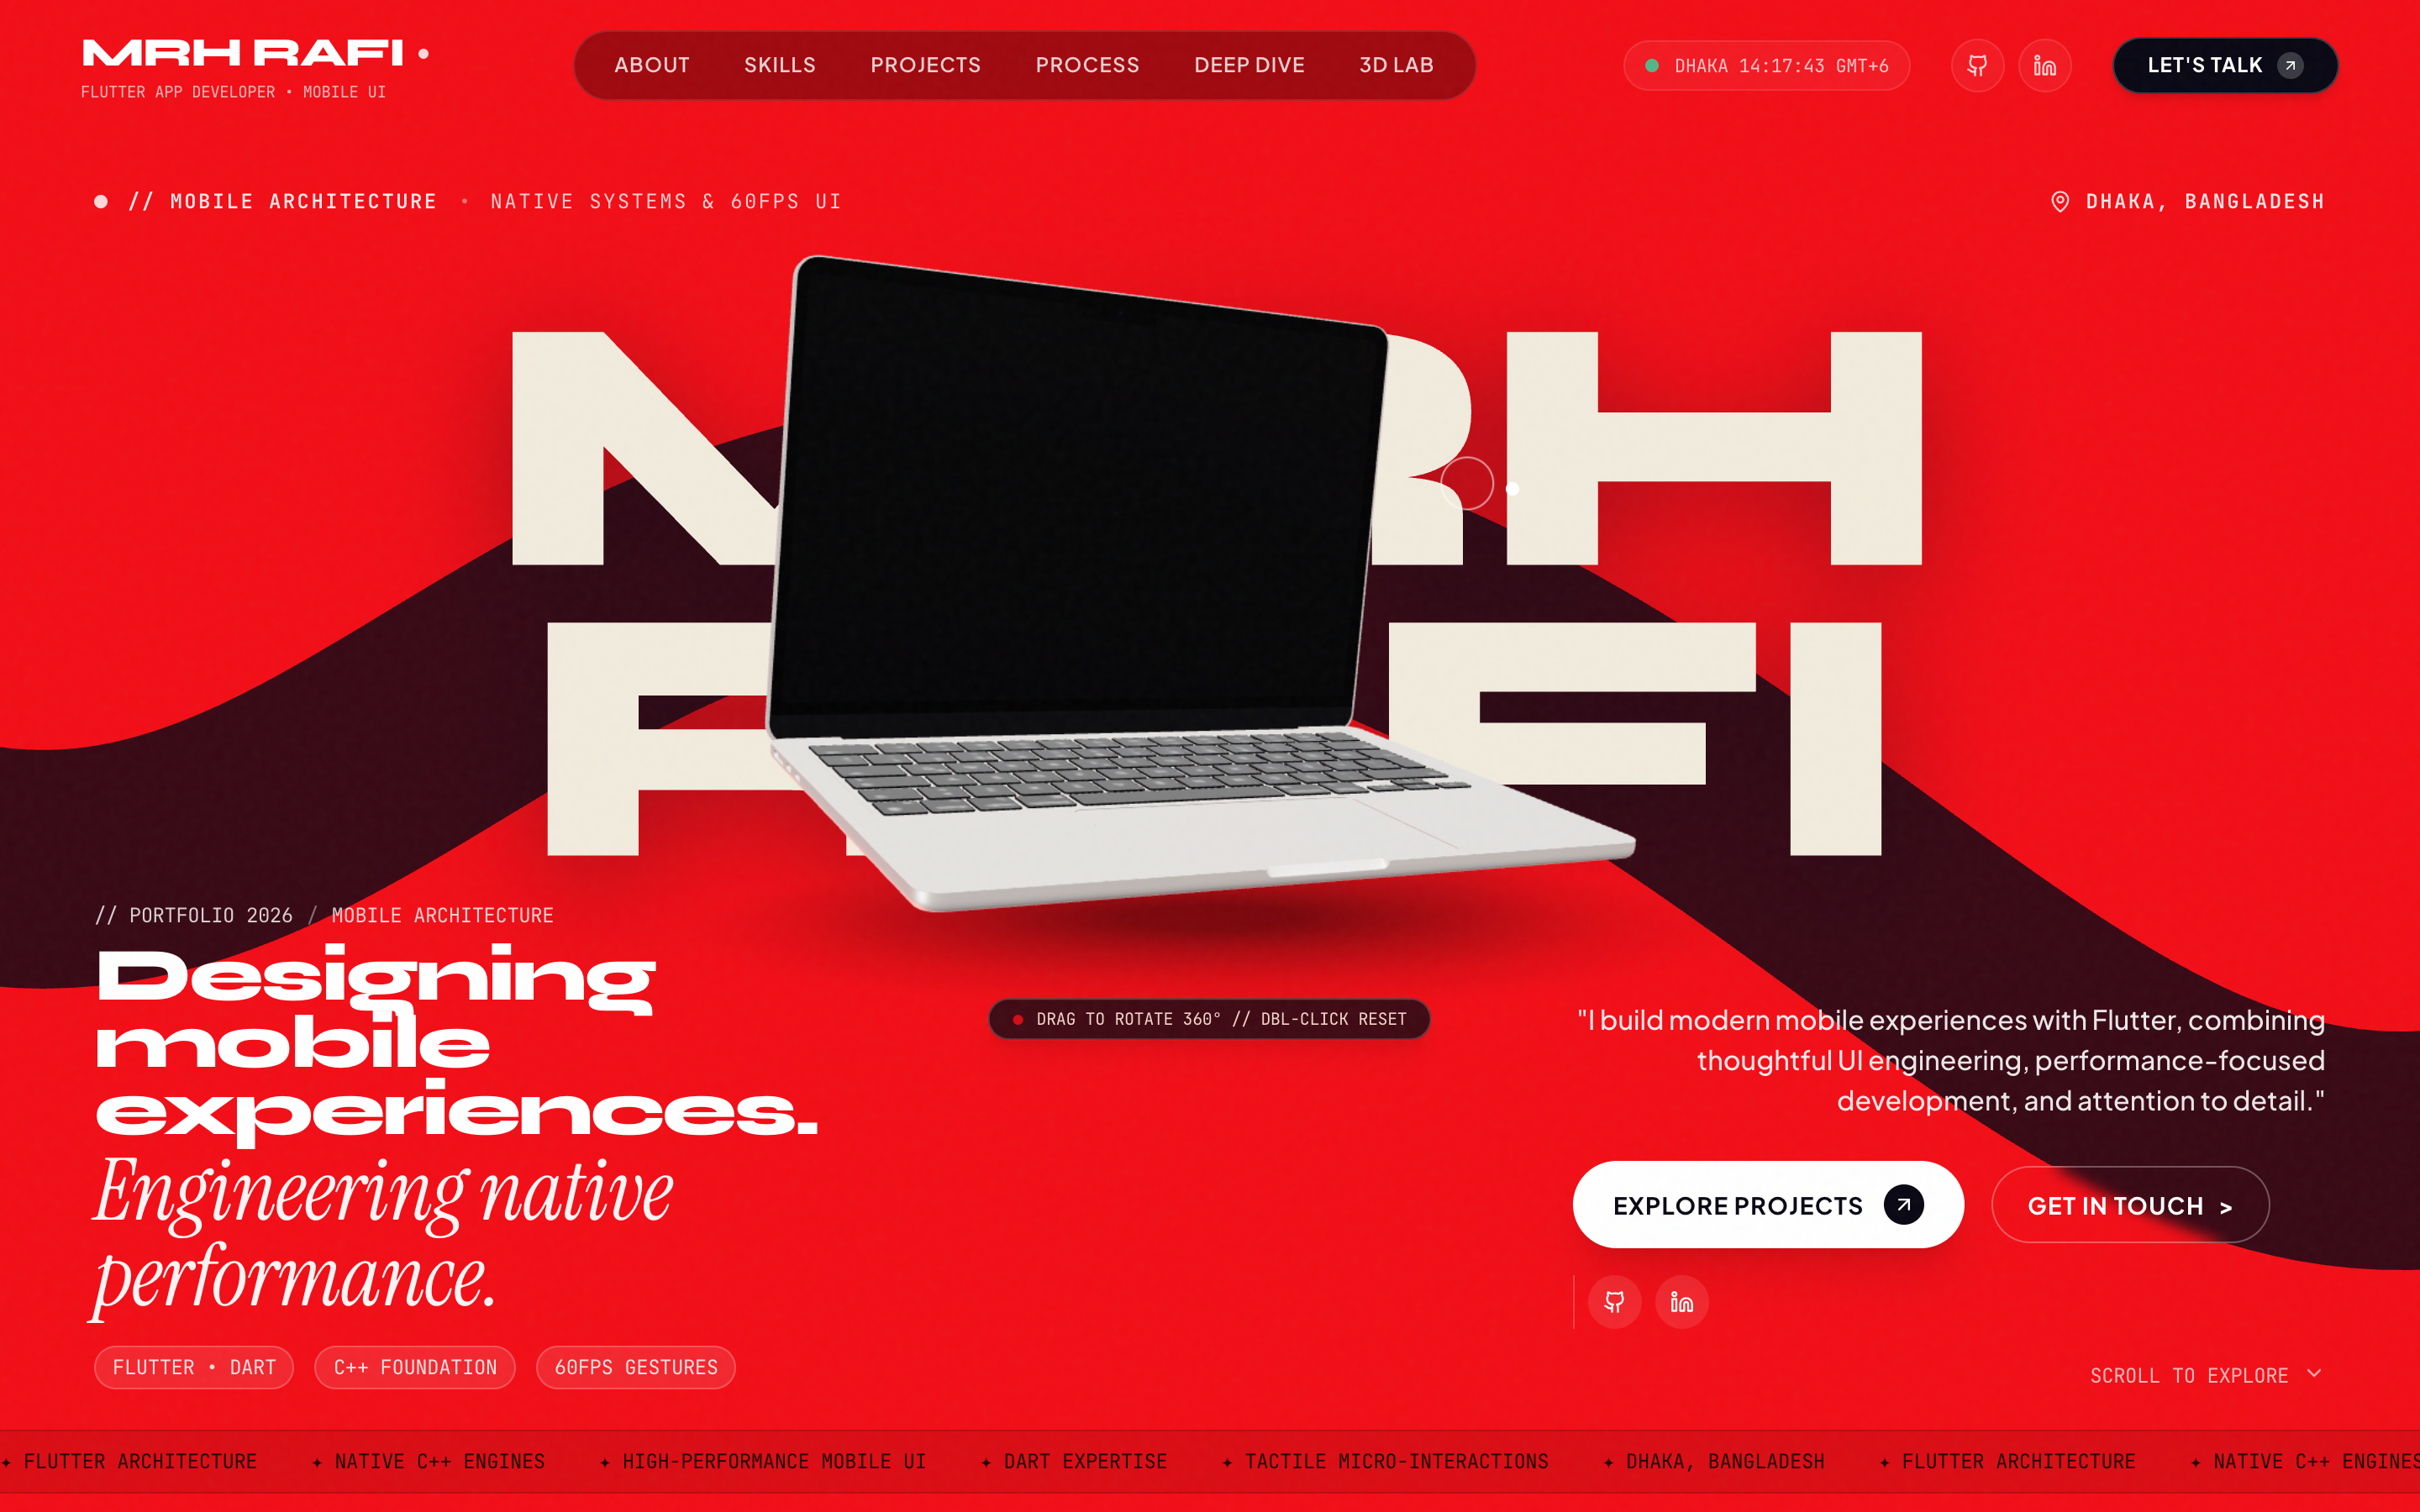 MRH RAFI
FLUTTER APP DEVELOPER • MOBILE UI
ABOUT SKILLS PROJECTS PROCESS DEEP DIVE 3D LAB
DHAKA 14:17:43 GMT+6
LET'S TALK
// MOBILE ARCHITECTURE • NATIVE SYSTEMS & 60FPS UI
DHAKA, BANGLADESH
// PORTFOLIO 2026 / MOBILE ARCHITECTURE
Designing
mobile
experiences.
Engineering native
performance.
FLUTTER • DART
C++ FOUNDATION
60FPS GESTURES
DRAG TO ROTATE 360° // DBL-CLICK RESET
"I build modern mobile experiences with Flutter, combining
thoughtful UI engineering, performance-focused
development, and attention to detail."
EXPLORE PROJECTS
GET IN TOUCH >
SCROLL TO EXPLORE
✦ FLUTTER ARCHITECTURE ✦ NATIVE C++ ENGINES ✦ HIGH-PERFORMANCE MOBILE UI ✦ DART EXPERTISE ✦ TACTILE MICRO-INTERACTIONS ✦ DHAKA, BANGLADESH ✦ FLUTTER ARCHITECTURE ✦ NATIVE C++ ENGINES